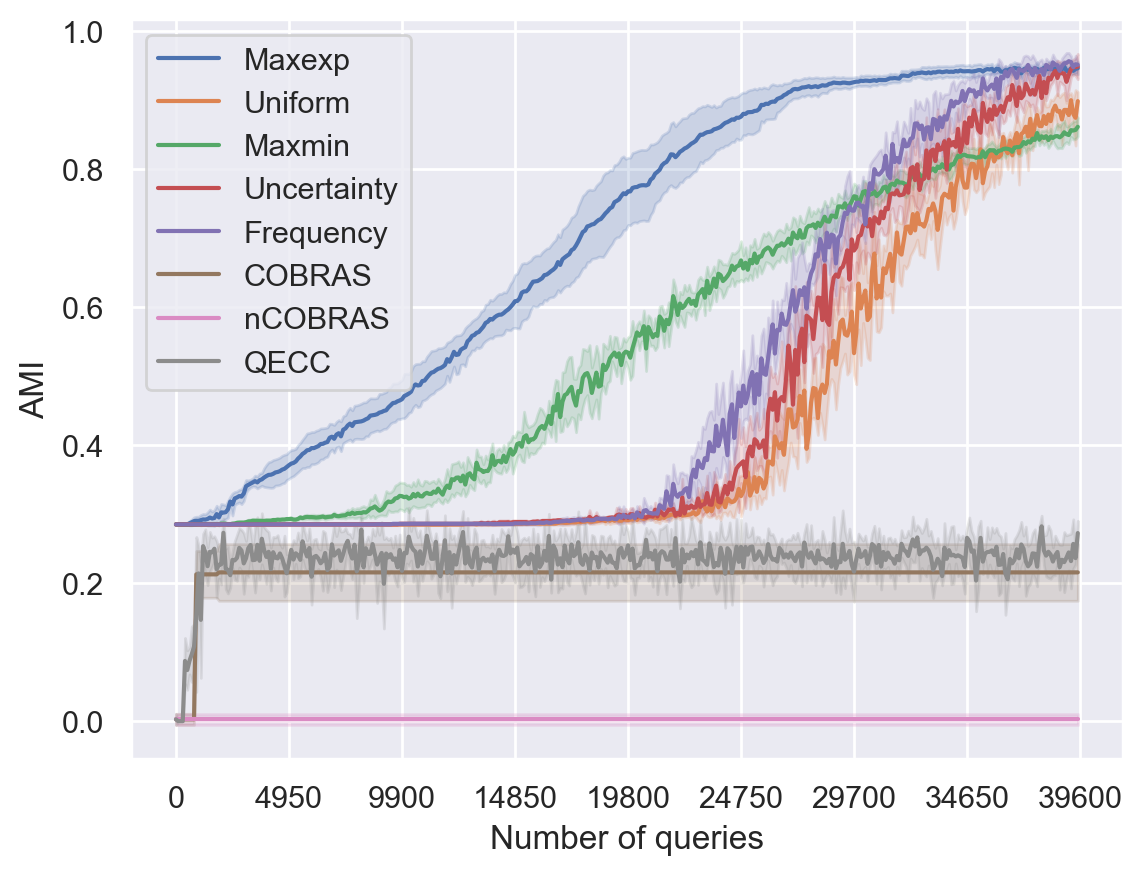 1.0
0.8
0.6
0.4
0.2
0.0
AMI
Maxexp
Uniform
Maxmin
Uncertainty
Frequency
COBRAS
nCOBRAS
QECC
0 4950 9900 14850 19800 24750 29700 34650 39600
Number of queries